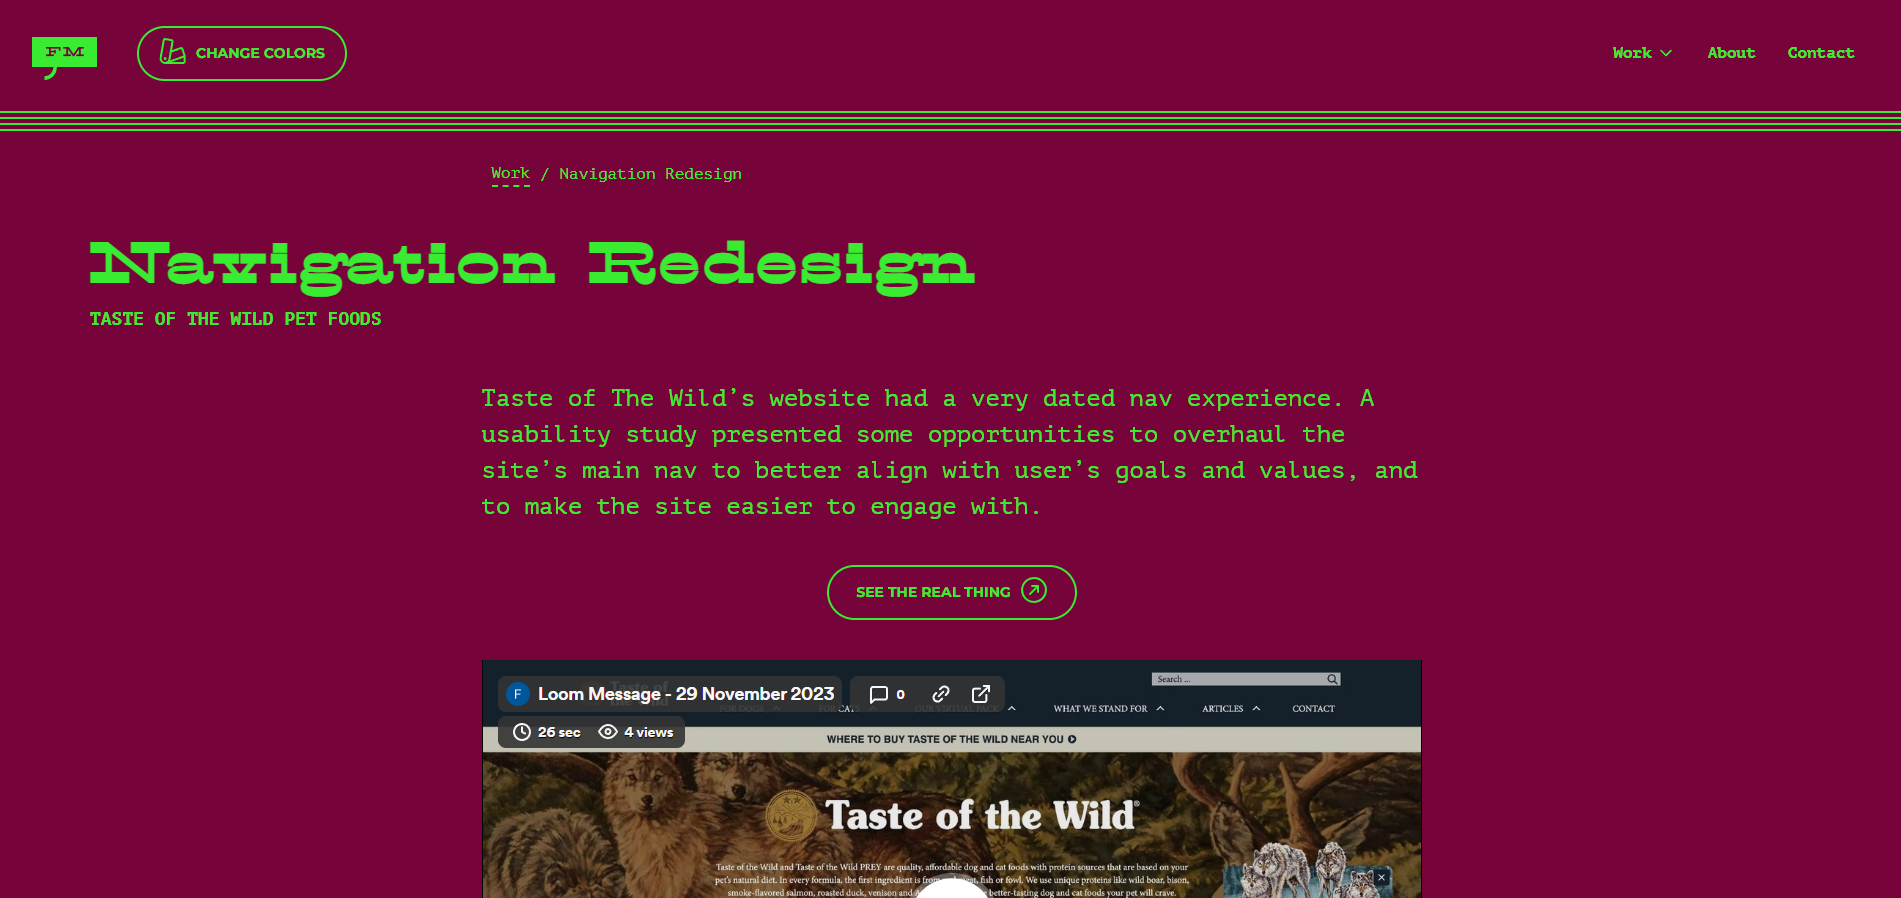 FM
CHANGE COLORS
Work
About
Contact
Work / Navigation Redesign
Navigation Redesign
TASTE OF THE WILD PET FOODS
Taste of The Wild’s website had a very dated nav experience. A
usability study presented some opportunities to overhaul the
site’s main nav to better align with user’s goals and values, and
to make the site easier to engage with.
SEE THE REAL THING
Search ...
F Loom Message - 29 November 2023
0
FOR DOGS
FOR CATS
OUR VIRTUAL PACK
WHAT WE STAND FOR
ARTICLES
CONTACT
26 sec
4 views
WHERE TO BUY TASTE OF THE WILD NEAR YOU
Taste of the Wild®
Taste of the Wild and Taste of the Wild PREY are quality, affordable dog and cat foods with protein sources that are based on your
pet's natural diet. In every formula, the first ingredient is from meat, fish or fowl. We use unique proteins like wild boar, bison,
smoke-flavored salmon, roasted duck, venison and better-tasting dog and cat foods your pet will crave.